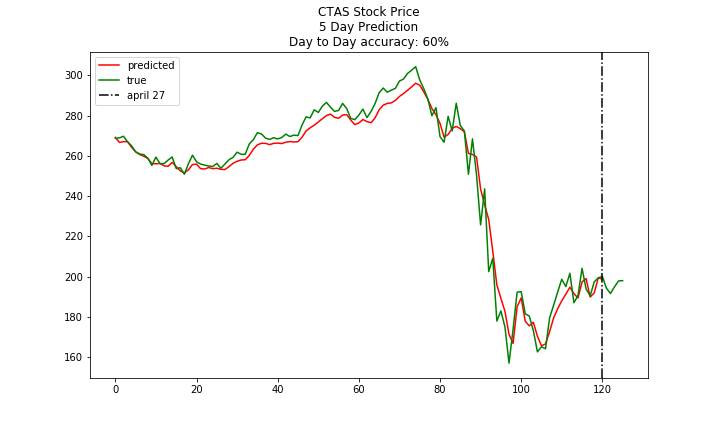 CTAS Stock Price
5 Day Prediction
Day to Day accuracy: 60%
predicted
true
april 27
300
280
260
240
220
200
180
160
0
20
40
60
80
100
120